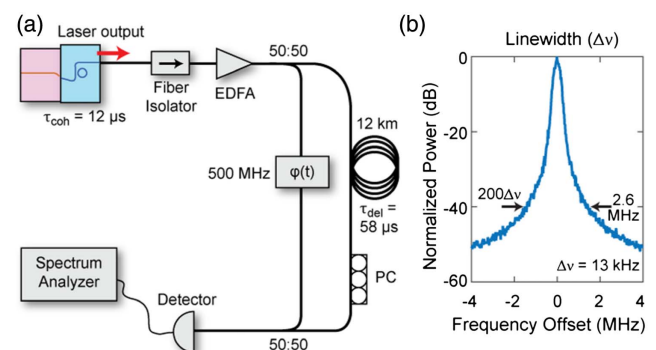 (a)
Laser output
τcoh = 12 μs
Fiber
Isolator
EDFA
50:50
12 km
500 MHz
φ(t)
τdel =
58 μs
Spectrum
Analyzer
Detector
PC
50:50
(b)
Linewidth (Δν)
Normalized Power (dB)
0
-20
-40
-60
200Δν
2.6
MHz
Δν = 13 kHz
-4 -2 0 2 4
Frequency Offset (MHz)